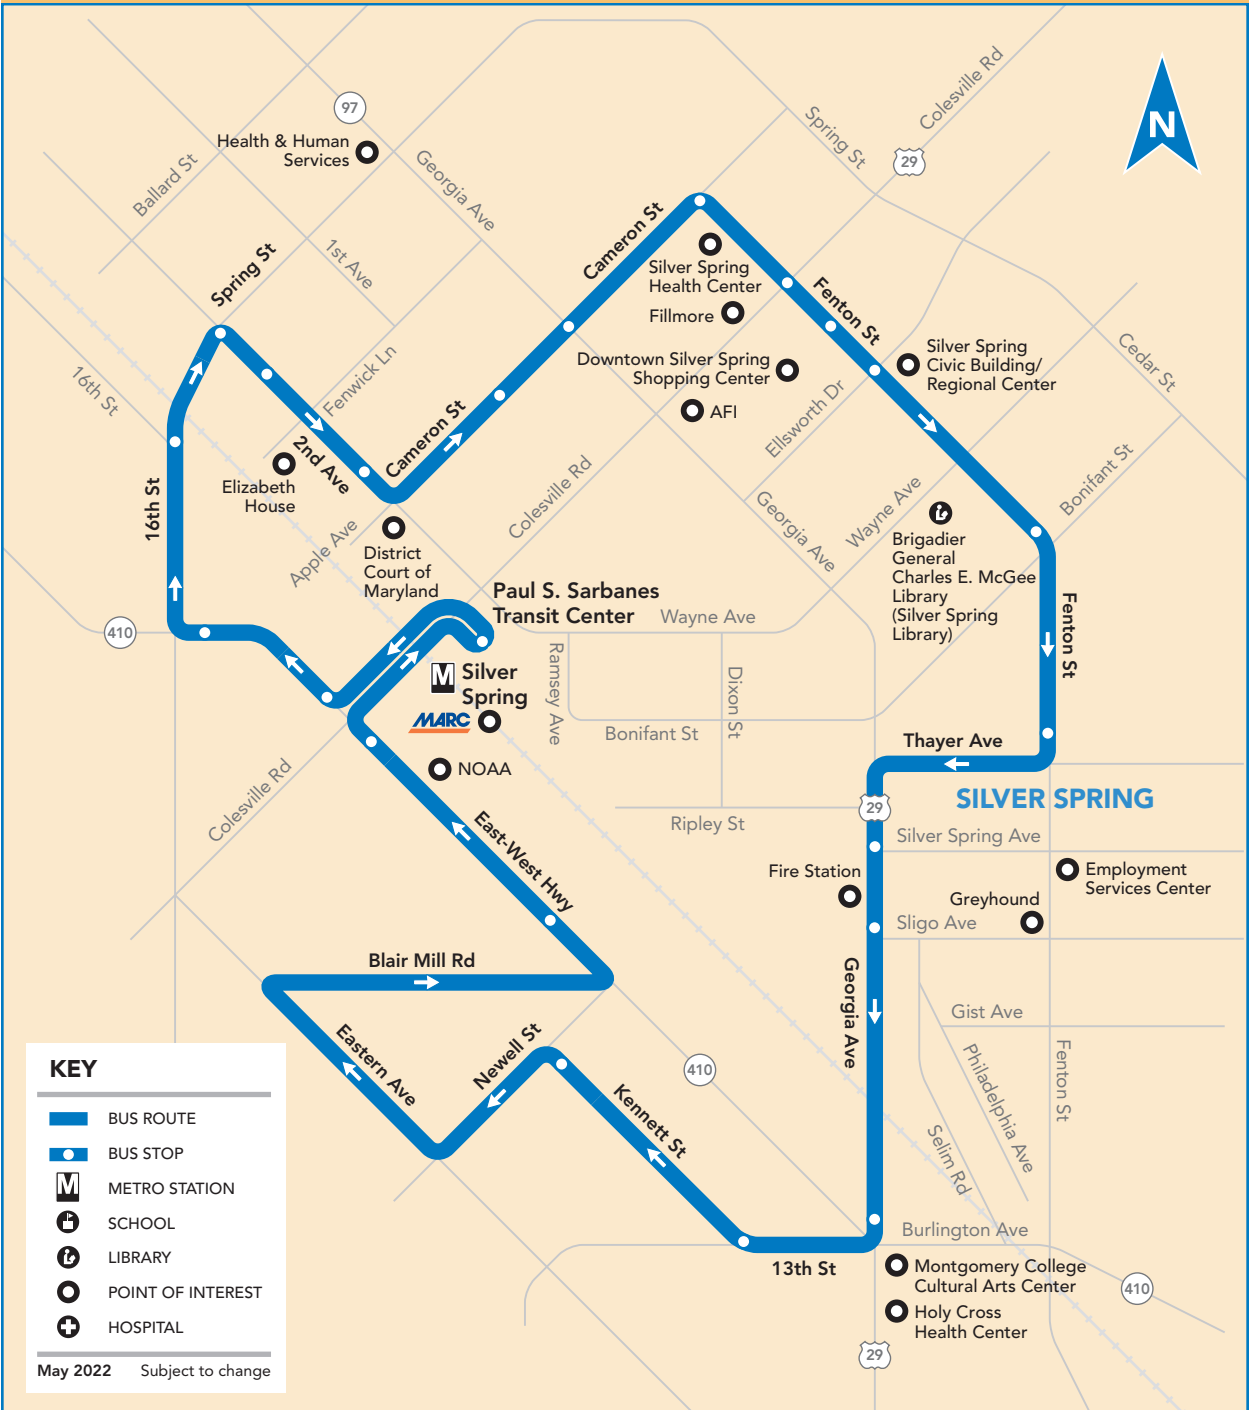 97
Health & Human
Services
Ballard St
Georgia Ave
Spring St
Colesville Rd
29
N
Spring St
1st Ave
Cameron St
Silver Spring
Health Center
Fillmore
Fenton St
Downtown Silver Spring
Shopping Center
AFI
Silver Spring
Civic Building/
Regional Center
Cedar St
16th St
Fenwick Ln
2nd Ave
Cameron St
Ellsworth Dr
Elizabeth
House
16th St
Apple Ave
District
Court of
Maryland
Colesville Rd
Georgia Ave
Wayne Ave
Bonifant St
Brigadier
General
Charles E. McGee
Library
(Silver Spring
Library)
Paul S. Sarbanes
Transit Center
Wayne Ave
410
Fenton St
M
Silver
Spring
MARC
Ramsey Ave
Dixon St
Bonifant St
Thayer Ave
NOAA
Colesville Rd
SILVER SPRING
29
Ripley St
Silver Spring Ave
East-West Hwy
Fire Station
Employment
Services Center
Greyhound
Sligo Ave
Blair Mill Rd
Georgia Ave
Gist Ave
Eastern Ave
Newell St
410
Kennett St
Philadelphia Ave
Fenton St
Selim Rd
Burlington Ave
13th St
Montgomery College
Cultural Arts Center
410
Holy Cross
Health Center
29
KEY
BUS ROUTE
BUS STOP
M METRO STATION
SCHOOL
LIBRARY
POINT OF INTEREST
HOSPITAL
May 2022 Subject to change